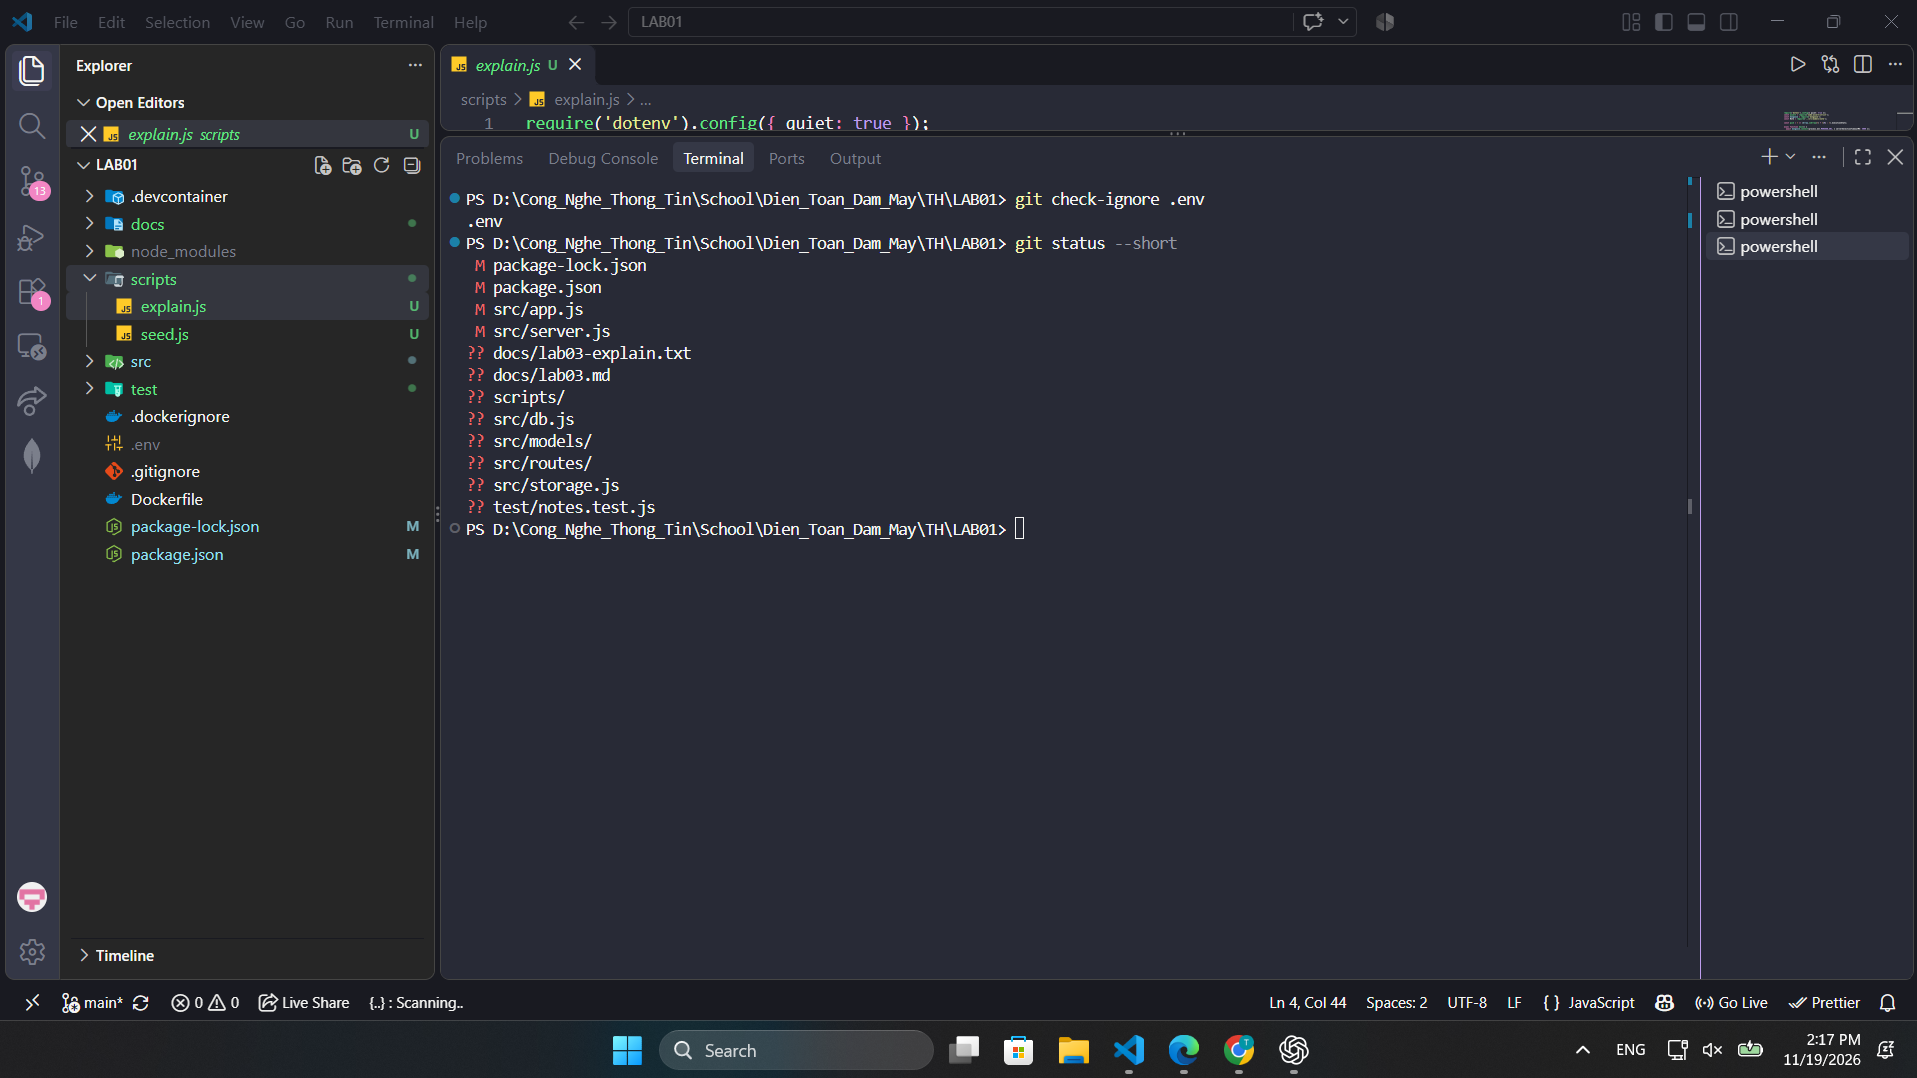 File Edit Selection View Go Run Terminal Help
LAB01
Explorer
Open Editors
explain.js scripts U
LAB01
.devcontainer
docs
node_modules
scripts
explain.js U
seed.js U
src
test
.dockerignore
.env
.gitignore
Dockerfile
package-lock.json M
package.json M
Timeline
13
1
explain.js U
scripts > explain.js > ...
1 require('dotenv').config({ quiet: true });
Problems Debug Console Terminal Ports Output
PS D:\Cong_Nghe_Thong_Tin\School\Dien_Toan_Dam_May\TH\LAB01> git check-ignore .env
.env
PS D:\Cong_Nghe_Thong_Tin\School\Dien_Toan_Dam_May\TH\LAB01> git status --short
M package-lock.json
M package.json
M src/app.js
M src/server.js
?? docs/lab03-explain.txt
?? docs/lab03.md
?? scripts/
?? src/db.js
?? src/models/
?? src/routes/
?? src/storage.js
?? test/notes.test.js
PS D:\Cong_Nghe_Thong_Tin\School\Dien_Toan_Dam_May\TH\LAB01>
powershell
powershell
powershell
main* 0 0 Live Share {..} : Scanning.. Ln 4, Col 44 Spaces: 2 UTF-8 LF { } JavaScript Go Live Prettier
Search
ENG
2:17 PM
11/19/2026